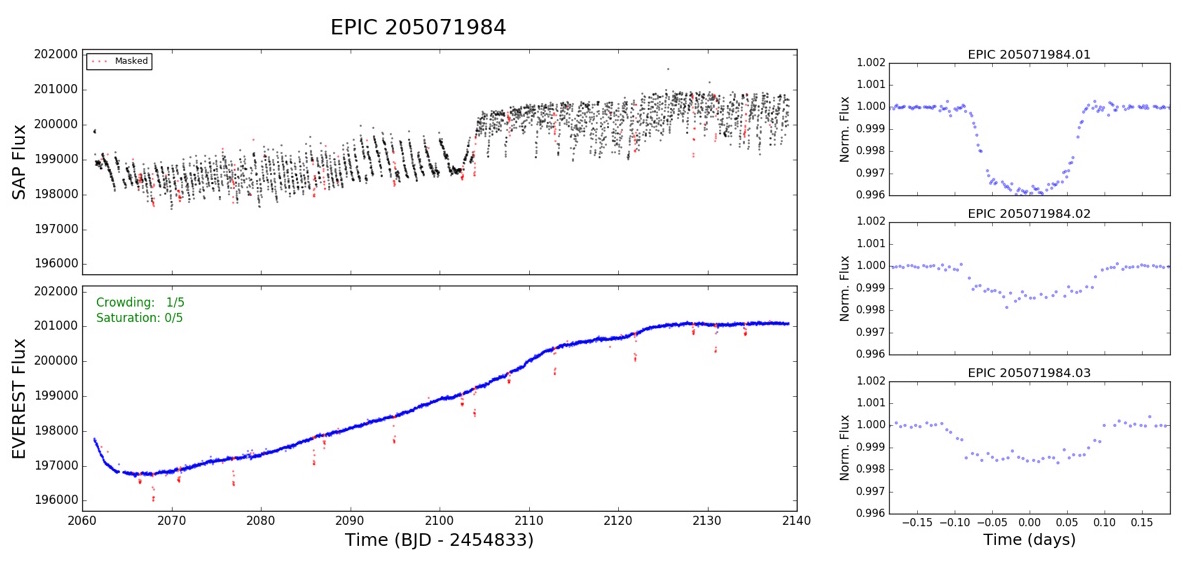 EPIC 205071984
SAP Flux
202000
201000
200000
199000
198000
197000
196000
Masked
EVEREST Flux
202000
201000
200000
199000
198000
197000
196000
Crowding: 1/5
Saturation: 0/5
2060 2070 2080 2090 2100 2110 2120 2130 2140
Time (BJD - 2454833)
EPIC 205071984.01
Norm. Flux
1.002
1.001
1.000
0.999
0.998
0.997
0.996
EPIC 205071984.02
Norm. Flux
1.002
1.001
1.000
0.999
0.998
0.997
0.996
EPIC 205071984.03
Norm. Flux
1.002
1.001
1.000
0.999
0.998
0.997
0.996
−0.15 −0.10 −0.05 0.00 0.05 0.10 0.15
Time (days)